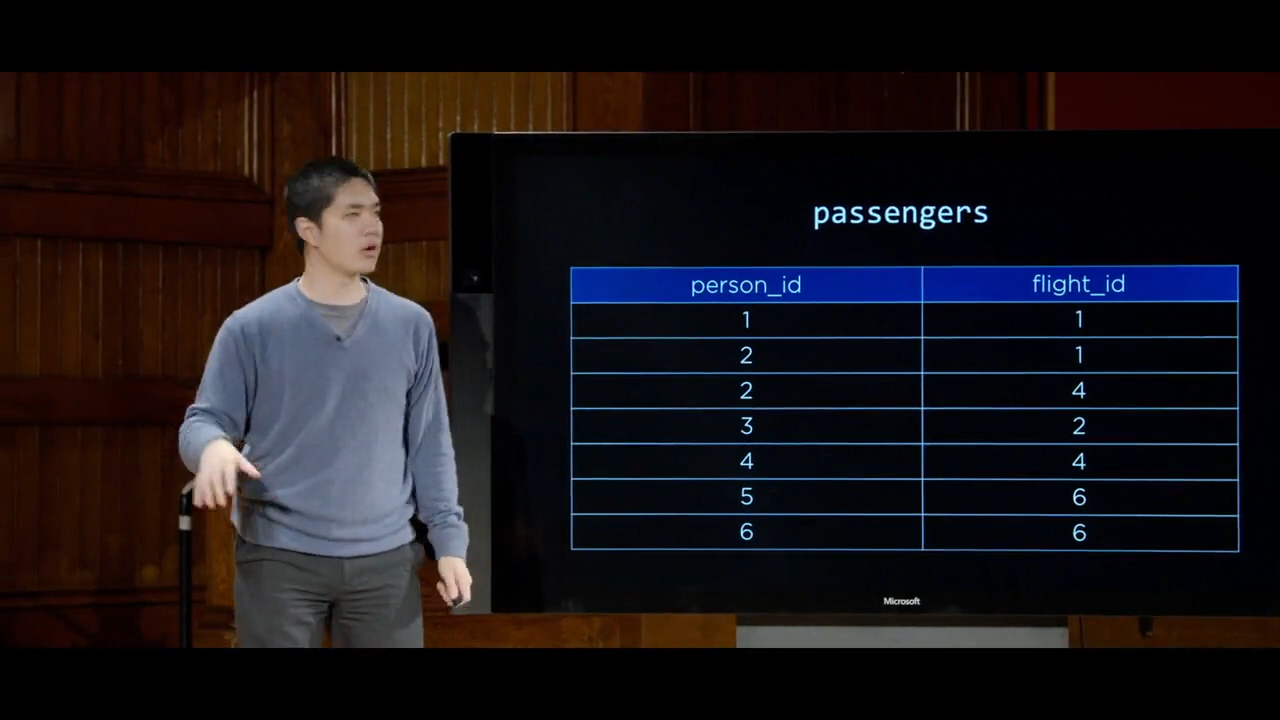 passengers
person_id flight_id
1 1
2 1
2 4
3 2
4 4
5 6
6 6
Microsoft